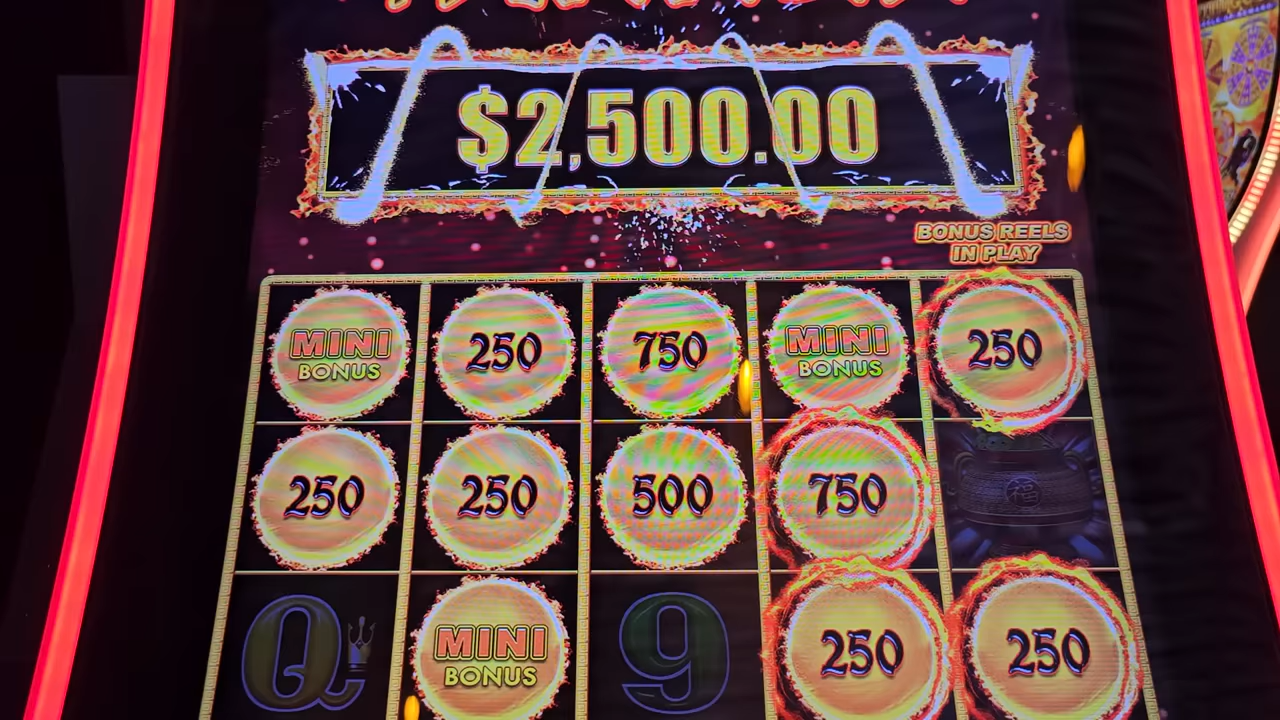 $2,500.00
BONUS REELS
IN PLAY
MINI
BONUS
250
750
MINI
BONUS
250
250
250
500
750
福
Q
MINI
BONUS
9
250
250